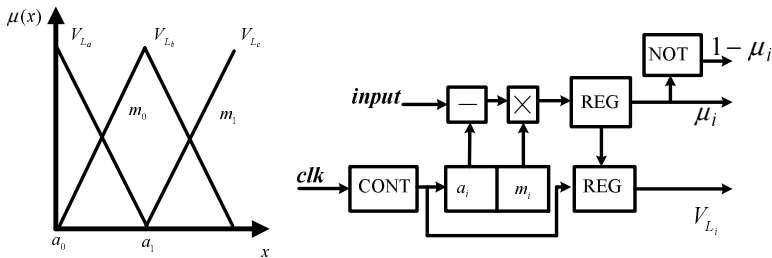 μ(x)
V_{L_a}
V_{L_b}
V_{L_c}
m_0
m_1
a_0
a_1
x
NOT
1 − μ_i
input
−
×
REG
μ_i
clk
CONT
a_i
m_i
REG
V_{L_i}